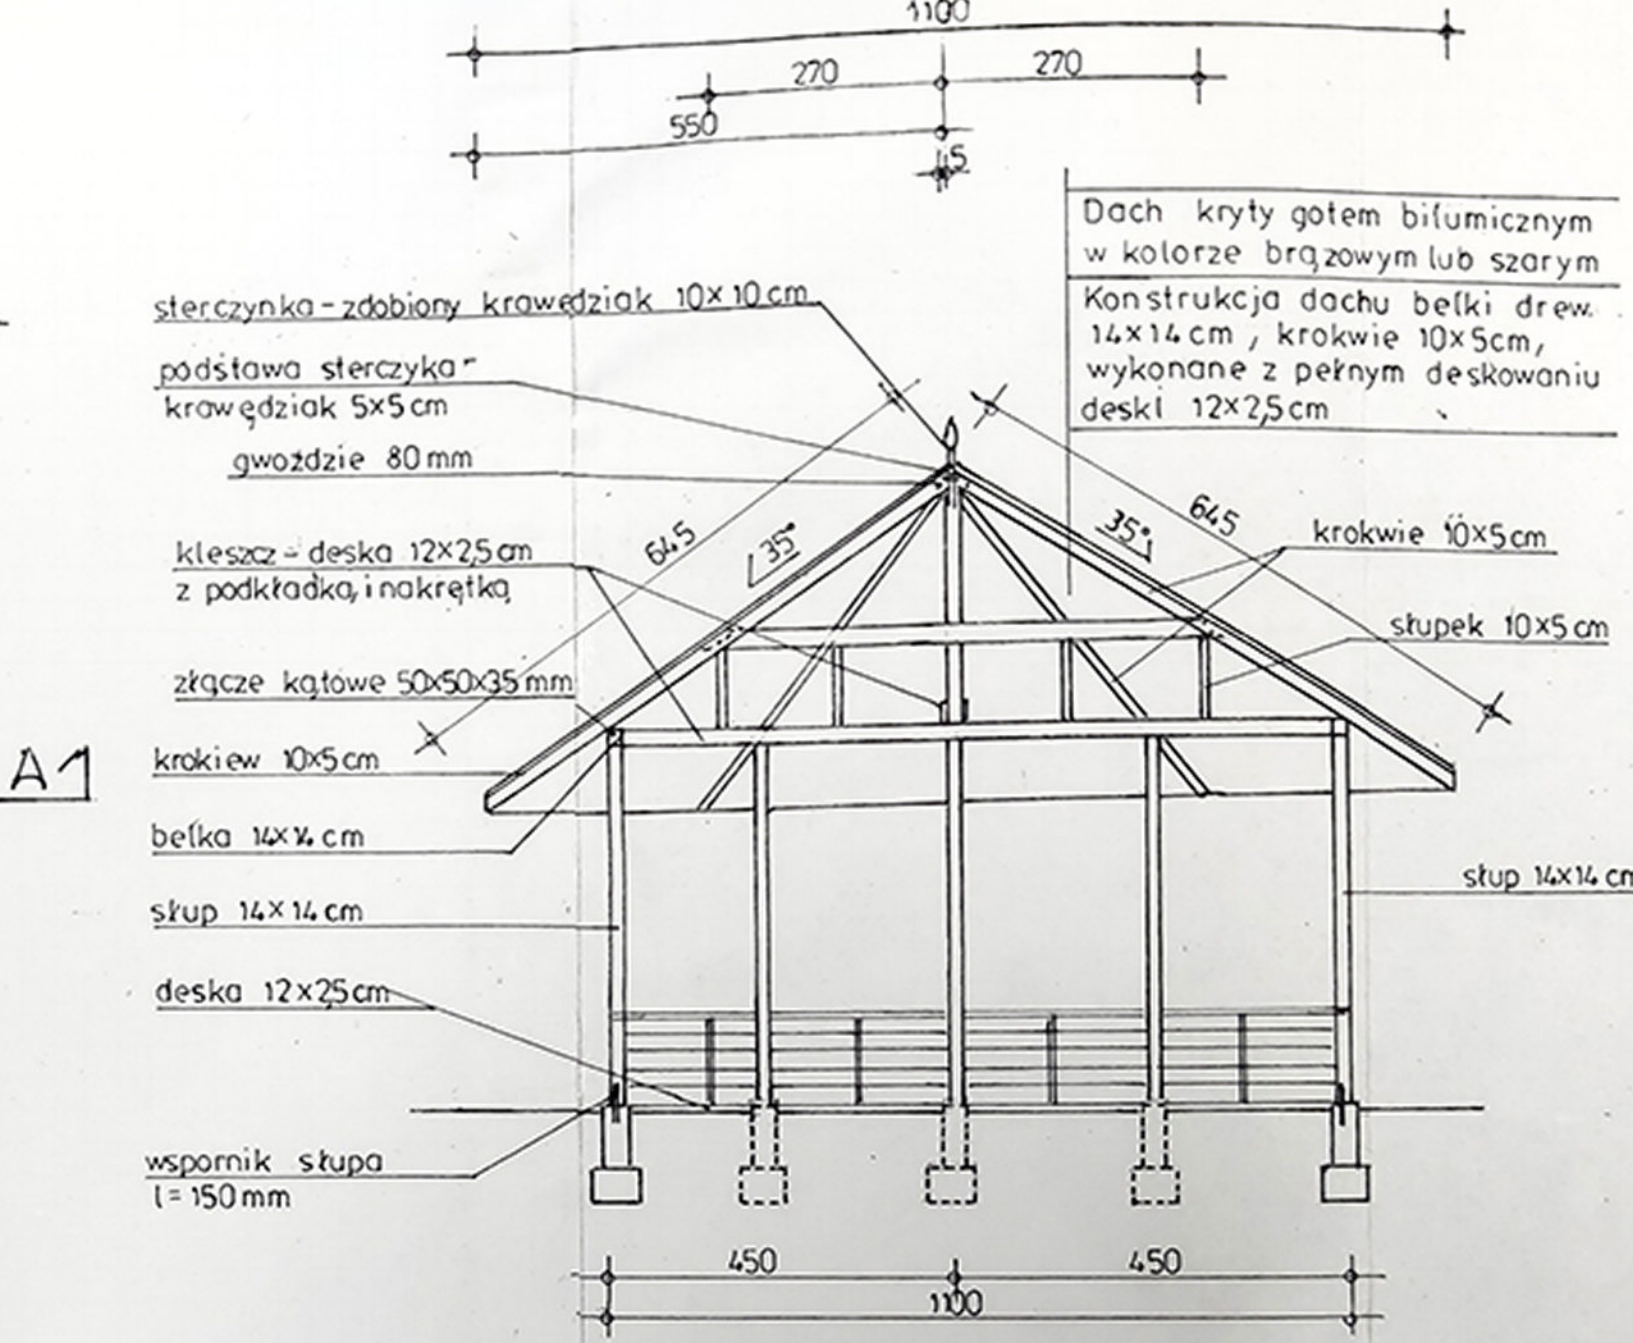 1100
270 270
550
5
Dach kryty gotem bitumicznym
w kolorze brązowym lub szarym
Konstrukcja dachu belki drew.
14x14 cm, krokwie 10x5cm,
wykonane z pełnym deskowaniu
deski 12x2,5cm
sterczynka - zdobiony krawędziak 10x10 cm
podstawa sterczyka -
krawędziak 5x5 cm
gwoździe 80 mm
kleszcz - deska 12x2,5 cm
z podkładką i nakrętką
złącze kątowe 50x50x35 mm
krokiew 10x5 cm
belka 14x14 cm
słup 14x14 cm
deska 12x2,5cm
wspornik słupa
l = 150 mm
A1
645
35°
35°
645
krokwie 10x5cm
słupek 10x5 cm
słup 14x14 cm
450 450
1100